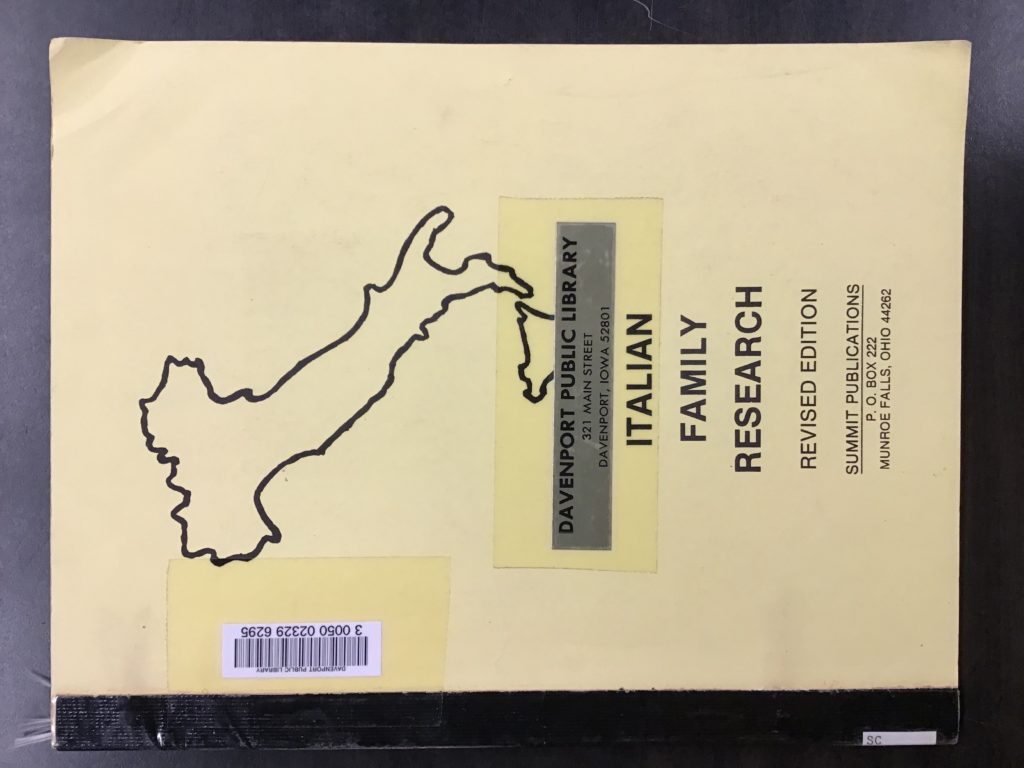 DAVENPORT PUBLIC LIBRARY
321 MAIN STREET
DAVENPORT, IOWA 52801
ITALIAN
FAMILY
RESEARCH
REVISED EDITION
SUMMIT PUBLICATIONS
P. O. BOX 222
MUNROE FALLS, OHIO 44262
DAVENPORT PUBLIC LIBRARY
3 0050 02329 6295
SC